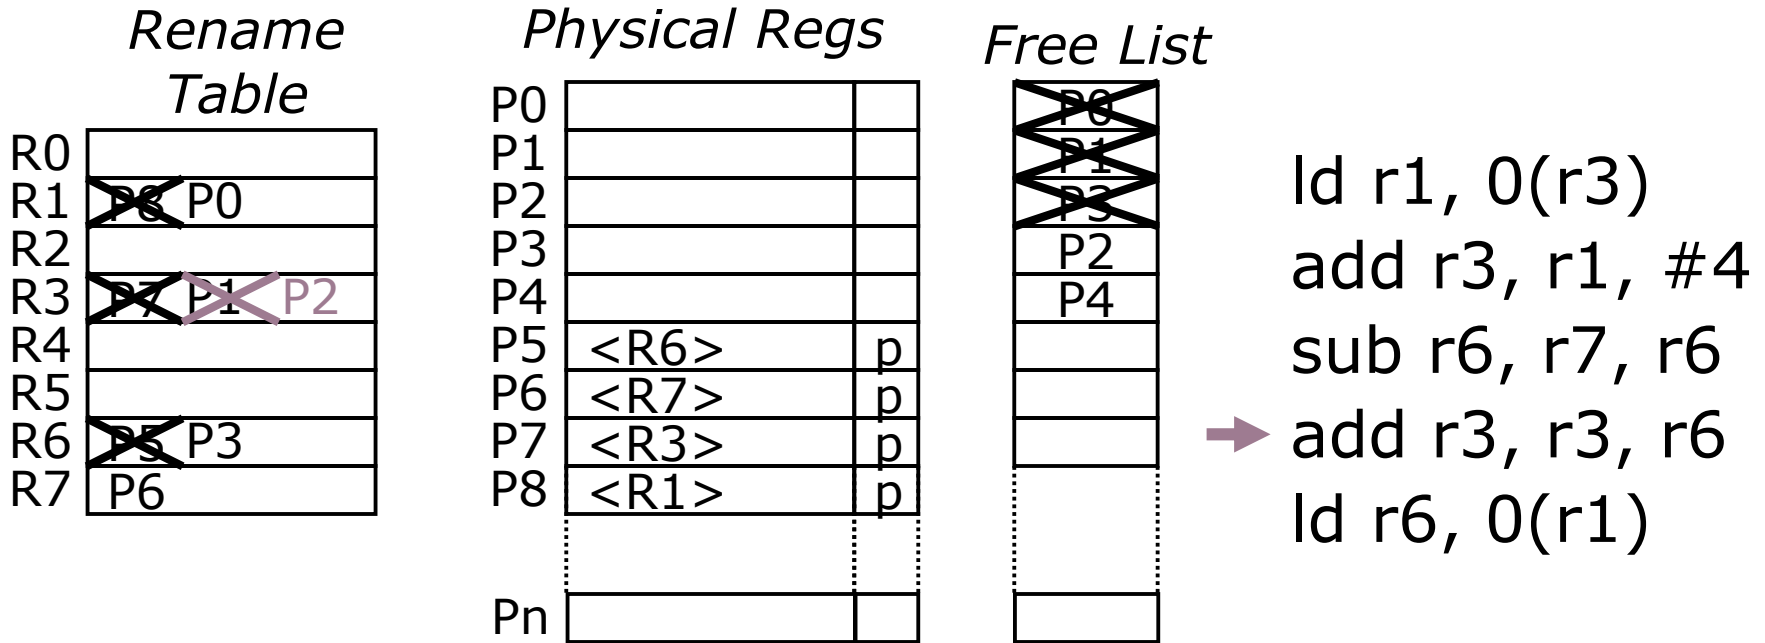 Rename
Table
R0
R1 P8 P0
R2
R3 P7 P1 P2
R4
R5
R6 P5 P3
R7 P6
Physical Regs
P0
P1
P2
P3
P4
P5 <R6> p
P6 <R7> p
P7 <R3> p
P8 <R1> p
Pn
Free List
P0
P1
P3
P2
P4
ld r1, 0(r3)
add r3, r1, #4
sub r6, r7, r6
add r3, r3, r6
ld r6, 0(r1)